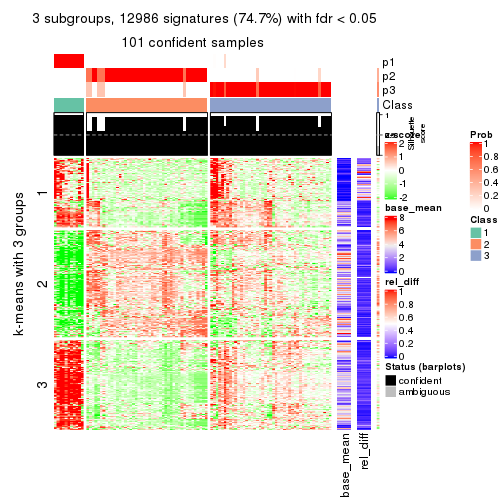 3 subgroups, 12986 signatures (74.7%) with fdr < 0.05
101 confident samples
p1
p2
p3
Class
1
Silhouette
score
k-means with 3 groups
1
2
3
base_mean
rel_diff
z-score
2
1
0
-1
-2
base_mean
8
6
4
2
0
rel_diff
1
0.8
0.6
0.4
0.2
0
Status (barplots)
confident
ambiguous
Prob
1
0.8
0.6
0.4
0.2
0
Class
1
2
3